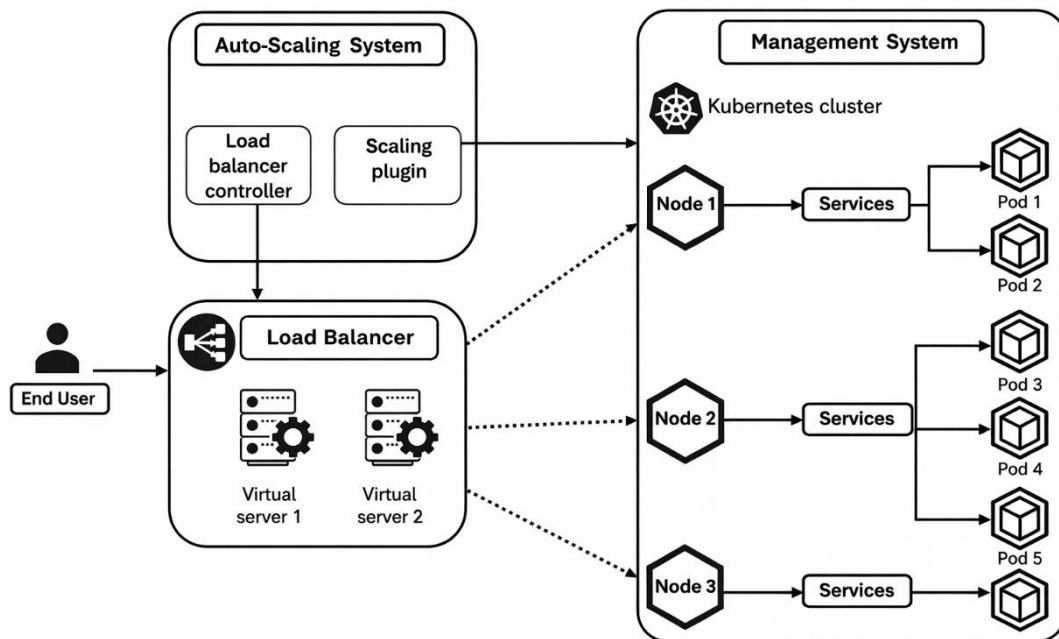 Auto-Scaling System
Load
balancer
controller
Scaling
plugin
Management System
Kubernetes cluster
Node 1
Services
Pod 1
Pod 2
End User
Load Balancer
Virtual
server 1
Virtual
server 2
Node 2
Services
Pod 3
Pod 4
Pod 5
Node 3
Services